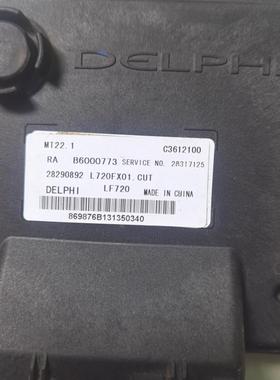 DELPHI
MT22.1 C3612100
RA B6000773 SERVICE NO. 28317125
28290892 L720FX01.CUT
DELPHI LF720 MADE IN CHINA
869876B131350340